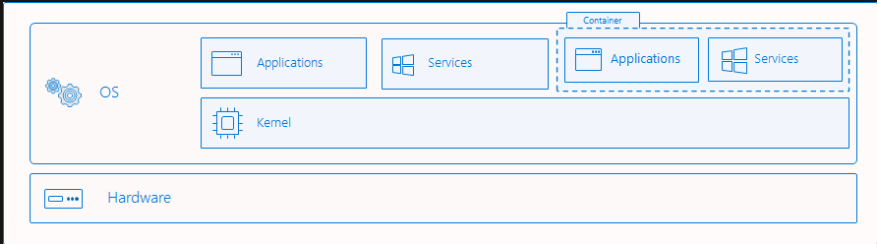 Container
Applications
Services
Applications
Services
OS
Kernel
Hardware